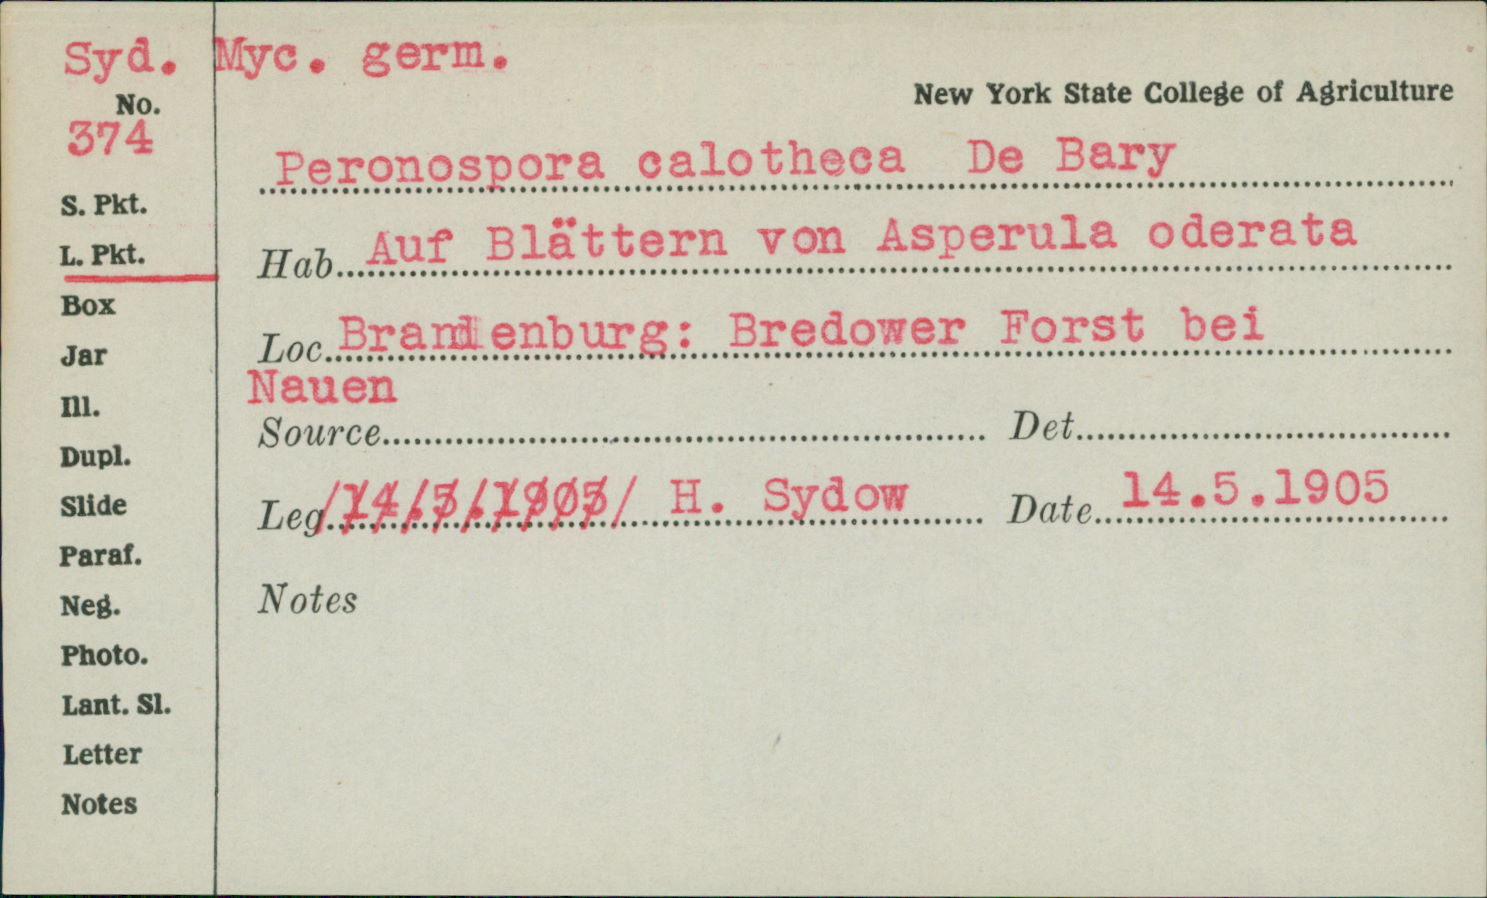 Syd. Myc. germ.
No.
374
New York State College of Agriculture
Peronospora calotheca De Bary
S. Pkt.
Hab. Auf Blättern von Asperula oderata
L. Pkt.
Box
Loc. Brandenburg: Bredower Forst bei
Nauen
Jar
Ill.
Source Det.
Dupl.
Leg. 14.5.1905 H. Sydow Date 14.5.1905
Slide
Paraf.
Notes
Neg.
Photo.
Lant. Sl.
Letter
Notes